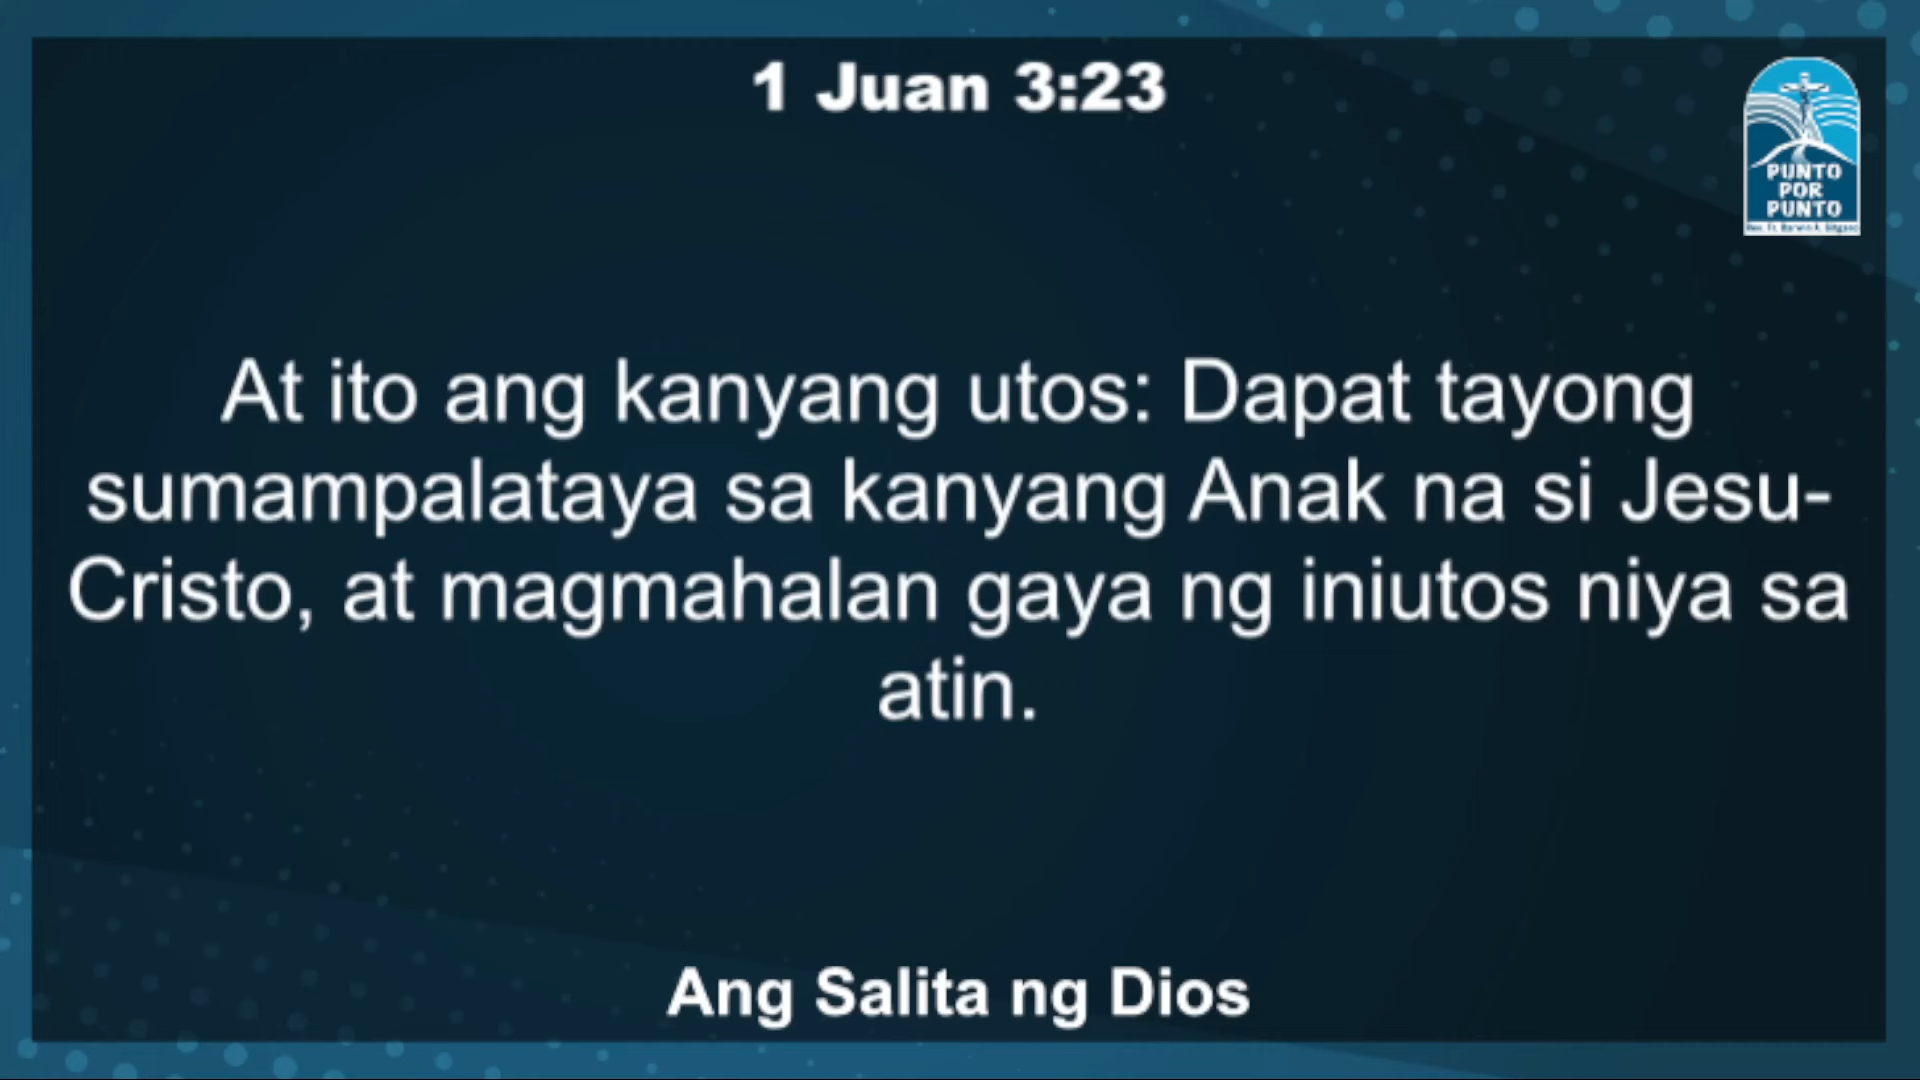 1 Juan 3:23
PUNTO
POR
PUNTO
At ito ang kanyang utos: Dapat tayong
sumampalataya sa kanyang Anak na si Jesu-
Cristo, at magmahalan gaya ng iniutos niya sa
atin.
Ang Salita ng Dios